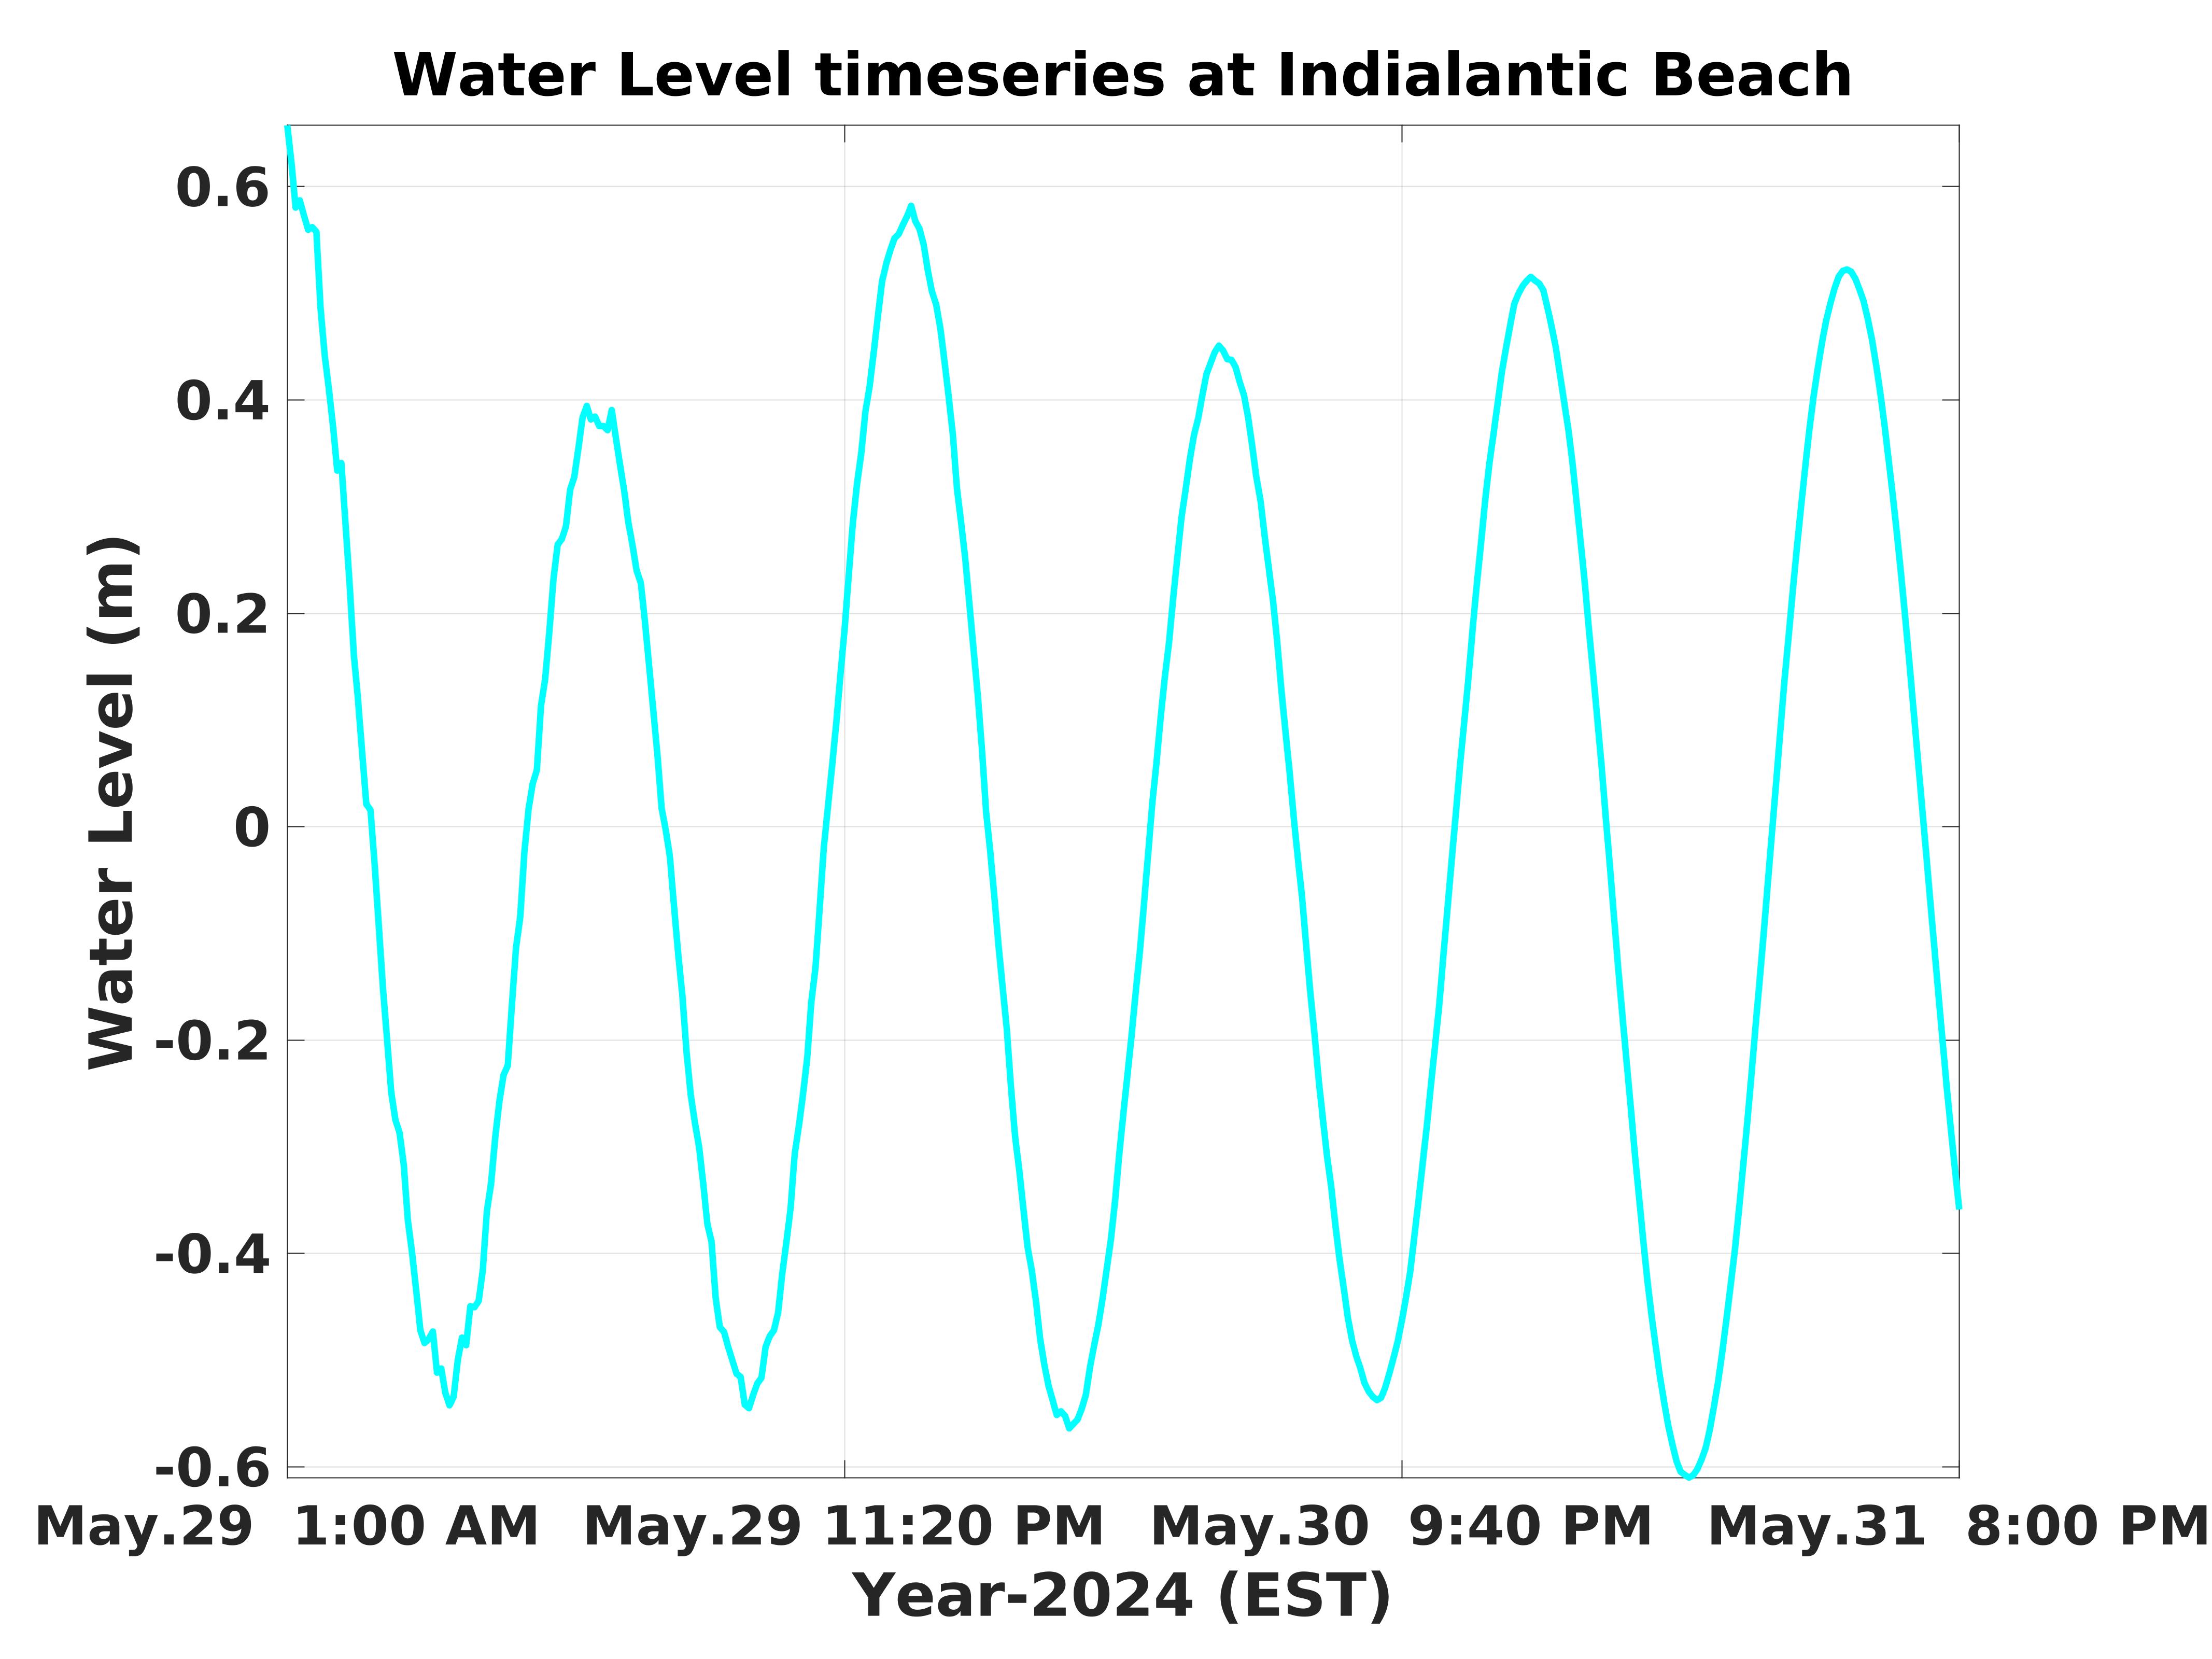 Water Level timeseries at Indialantic Beach
Water Level (m)
0.6
0.4
0.2
0
-0.2
-0.4
-0.6
May.29 1:00 AM May.29 11:20 PM May.30 9:40 PM May.31 8:00 PM
Year-2024 (EST)